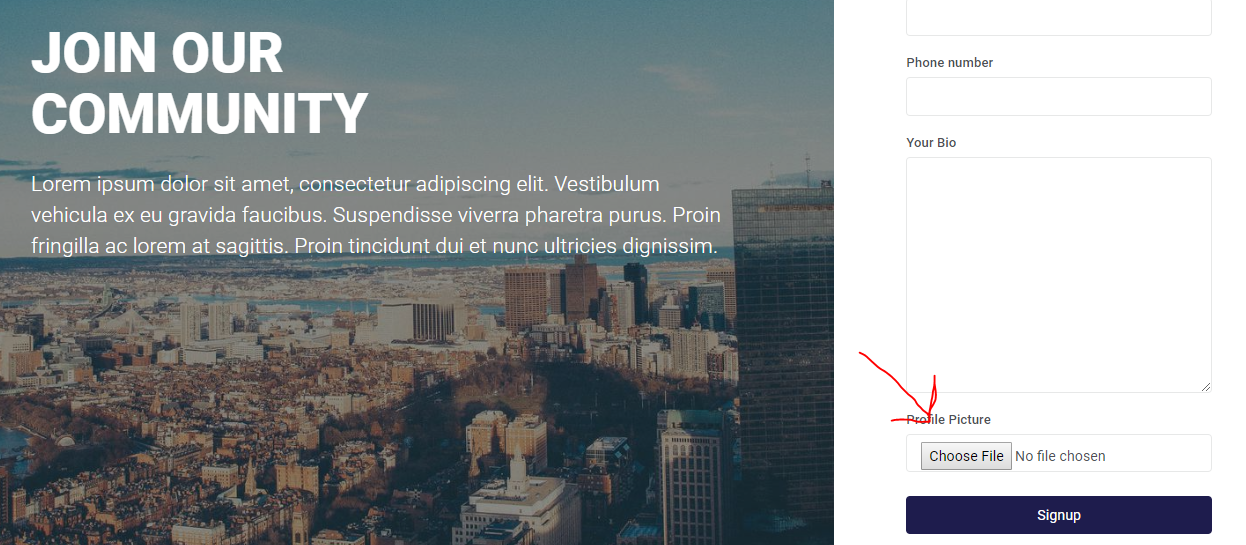 JOIN OUR
COMMUNITY
Lorem ipsum dolor sit amet, consectetur adipiscing elit. Vestibulum
vehicula ex eu gravida faucibus. Suspendisse viverra pharetra purus. Proin
fringilla ac lorem at sagittis. Proin tincidunt dui et nunc ultricies dignissim.
Phone number
Your Bio
Profile Picture
Choose File No file chosen
Signup